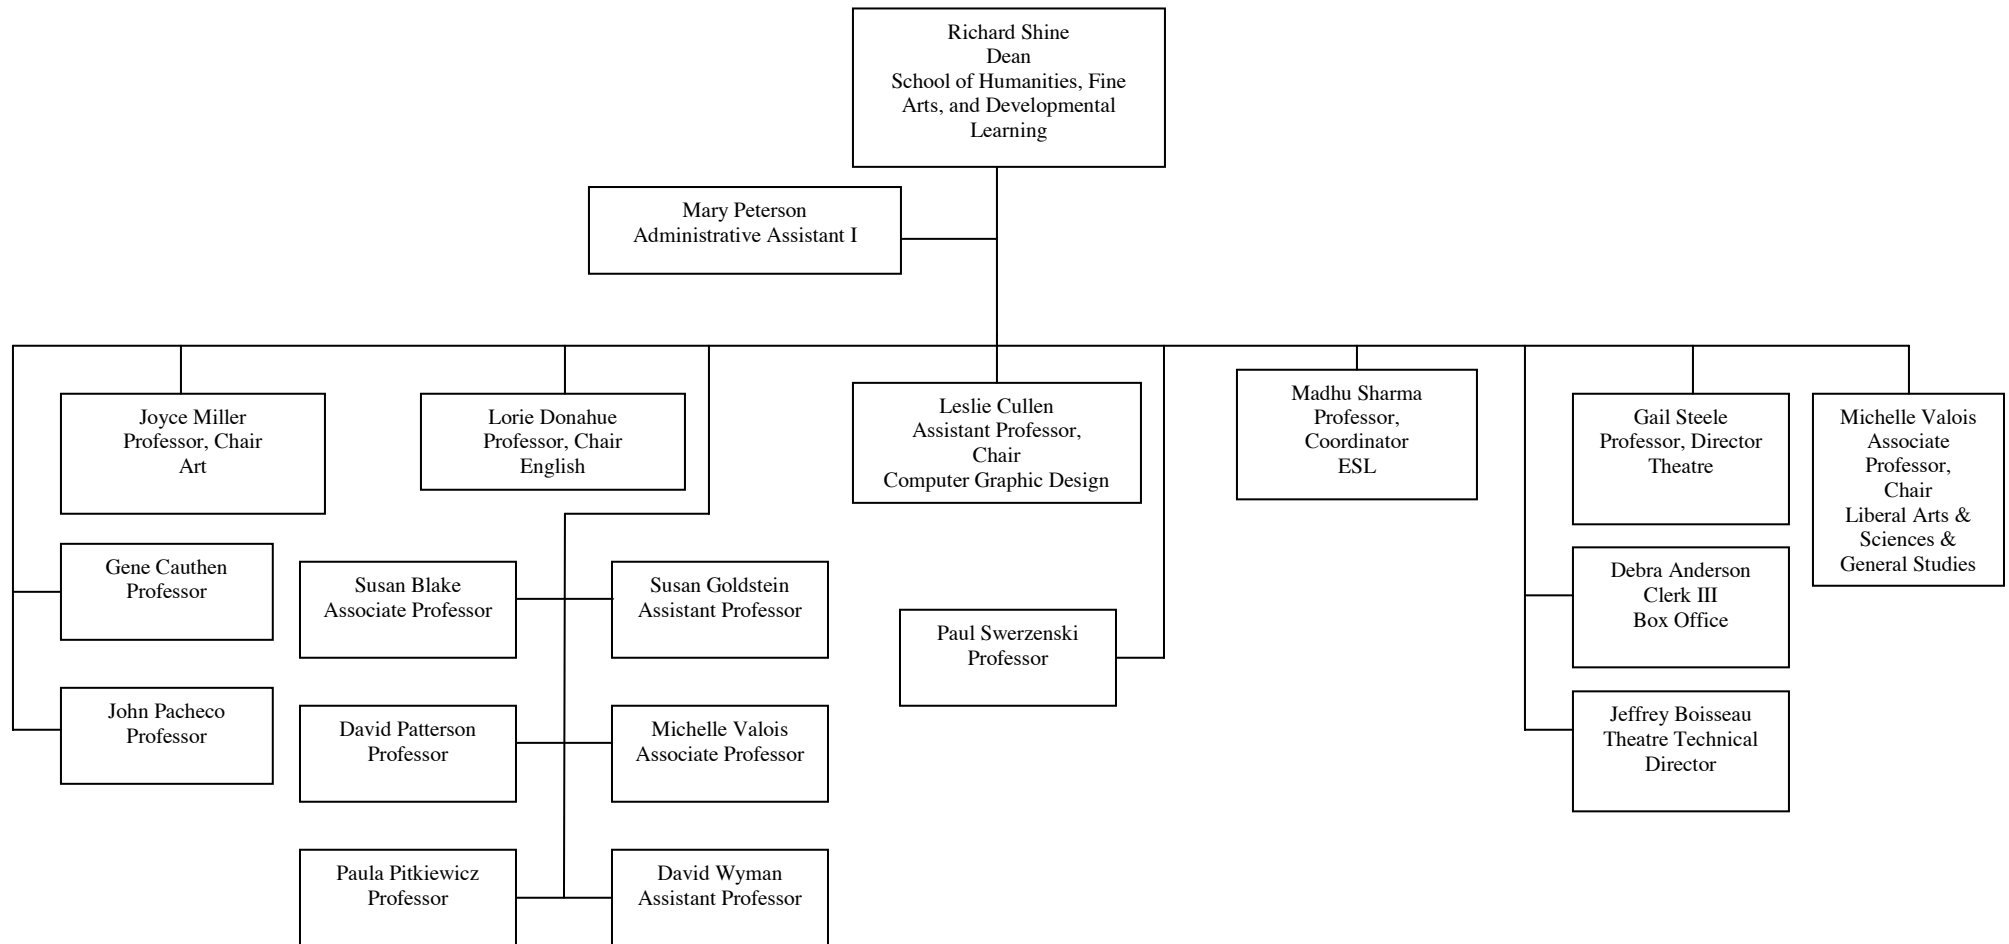 Richard Shine
Dean
School of Humanities, Fine
Arts, and Developmental
Learning
Mary Peterson
Administrative Assistant I
Joyce Miller
Professor, Chair
Art
Lorie Donahue
Professor, Chair
English
Leslie Cullen
Assistant Professor,
Chair
Computer Graphic Design
Madhu Sharma
Professor,
Coordinator
ESL
Gail Steele
Professor, Director
Theatre
Michelle Valois
Associate
Professor,
Chair
Liberal Arts &
Sciences &
General Studies
Gene Cauthen
Professor
Susan Blake
Associate Professor
Susan Goldstein
Assistant Professor
Paul Swerzenski
Professor
Debra Anderson
Clerk III
Box Office
John Pacheco
Professor
David Patterson
Professor
Michelle Valois
Associate Professor
Jeffrey Boisseau
Theatre Technical
Director
Paula Pitkiewicz
Professor
David Wyman
Assistant Professor